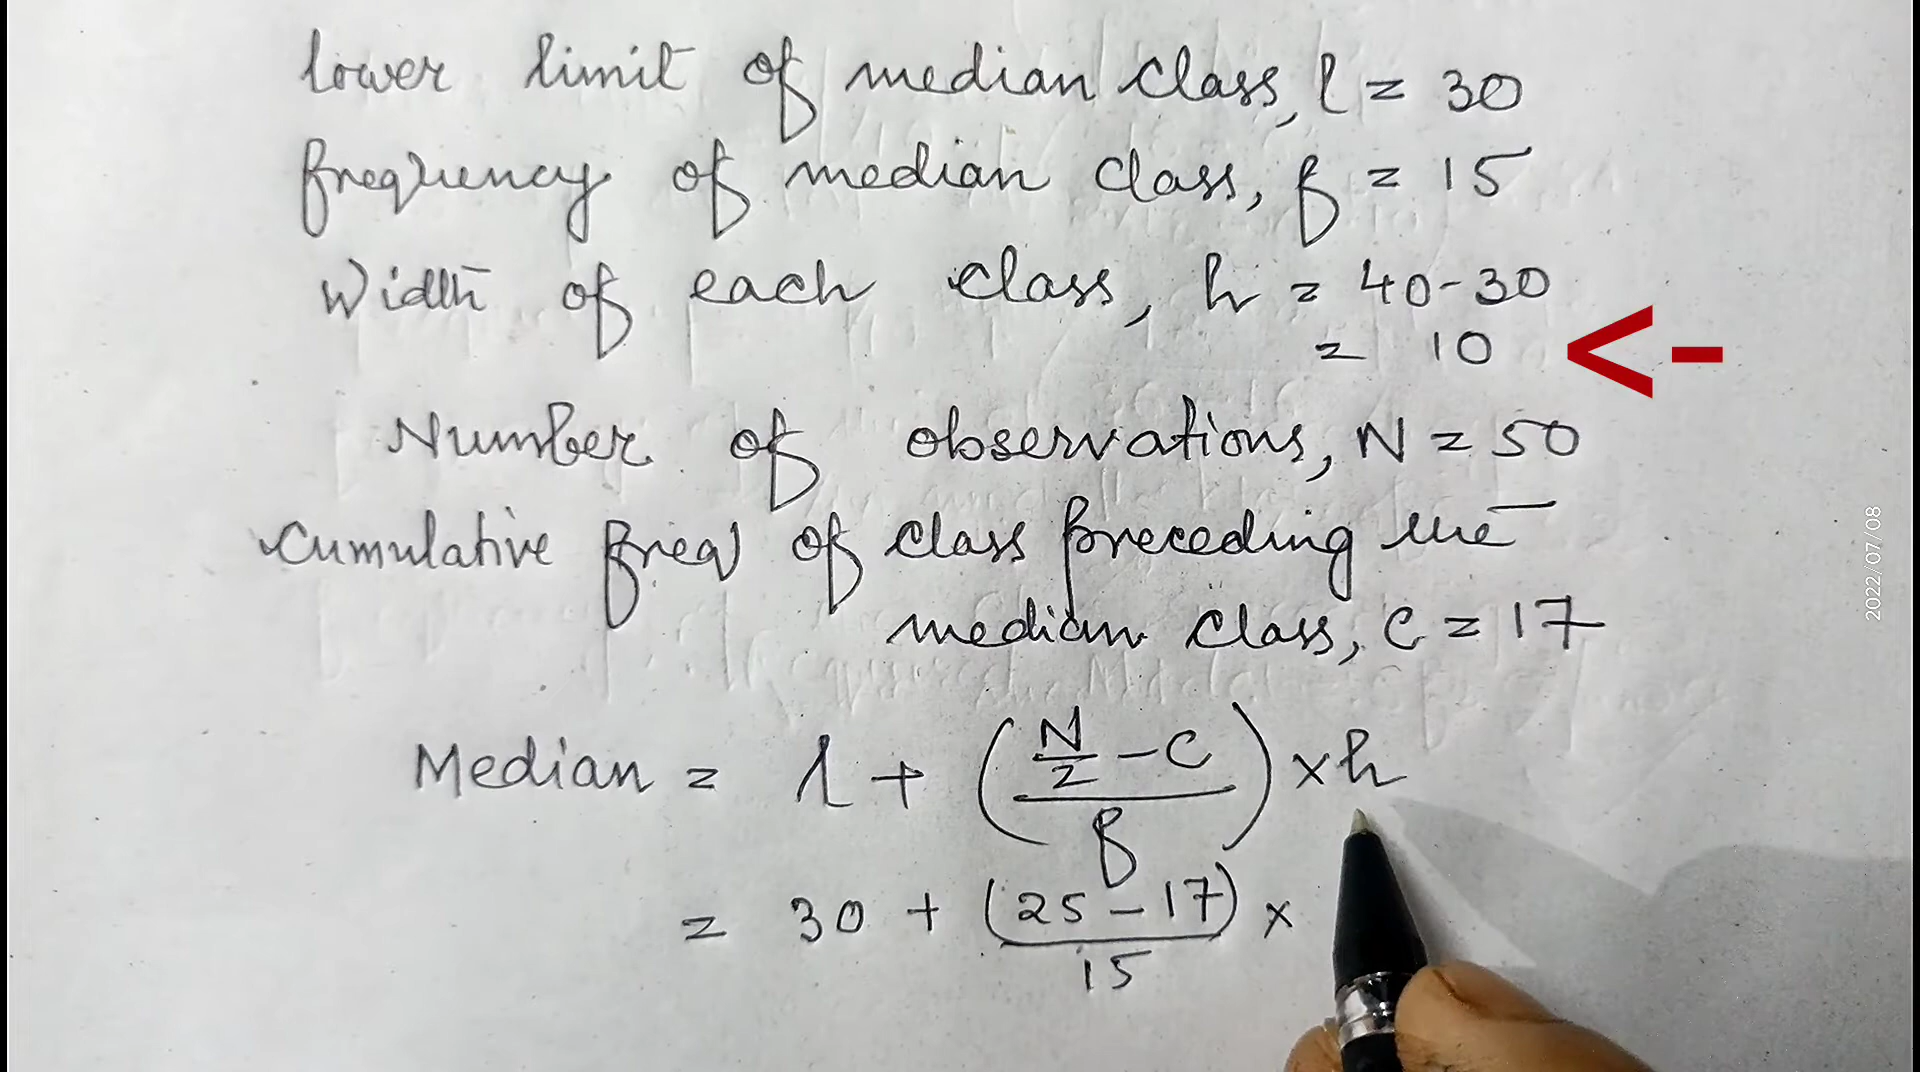 lower limit of median class, l = 30
frequency of median class, f = 15
Width of each class, h = 40-30
= 10 <-
Number of observations, N = 50
Cumulative freq of class preceding the
median class, C = 17
Median = l + ( (N/2 - C) / f ) × h
= 30 + (25 - 17) / 15 ×
2022/07/08